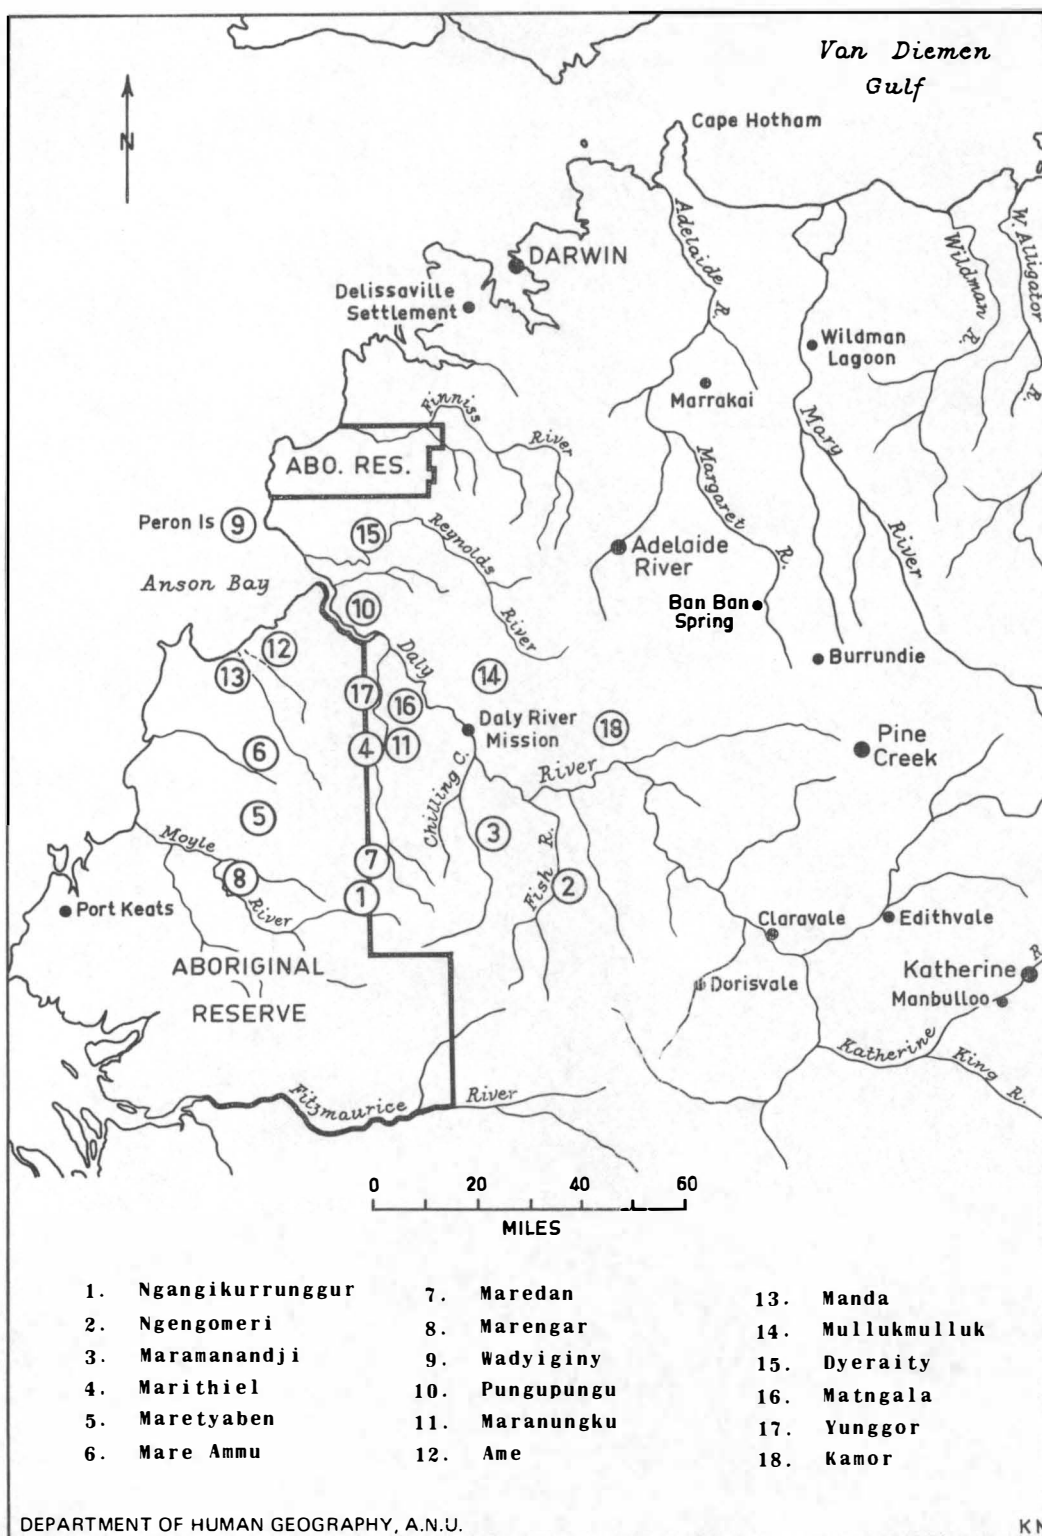 Van Diemen
Gulf
N
Cape Hotham
Adelaide R.
Wildman R.
W. Alligator R.
DARWIN
Delissaville
Settlement
Wildman
Lagoon
Marrakai
Finniss River
ABO. RES.
Mary River
Margaret R.
Peron Is
9
15
Reynolds River
Adelaide
River
Anson Bay
10
Ban Ban
Spring
12
13
Daly River
14
Burrundie
17
16
18
Daly River
Mission
11
4
6
Pine
Creek
Chilling C.
5
3
Moyle River
Fish R.
7
8
1
2
Port Keats
Claravale
Edithvale
ABORIGINAL
RESERVE
Katherine
R.
Dorisvale
Manbulloo
Katherine
King R.
Fitzmaurice River
0 20 40 60
MILES
1. Ngangikurrunggur
2. Ngengomeri
3. Maramanandji
4. Marithiel
5. Maretyaben
6. Mare Ammu
7. Maredan
8. Marengar
9. Wadyiginy
10. Pungupungu
11. Maranungku
12. Ame
13. Manda
14. Mullukmulluk
15. Dyeraity
16. Matngala
17. Yunggor
18. Kamor
DEPARTMENT OF HUMAN GEOGRAPHY, A.N.U.